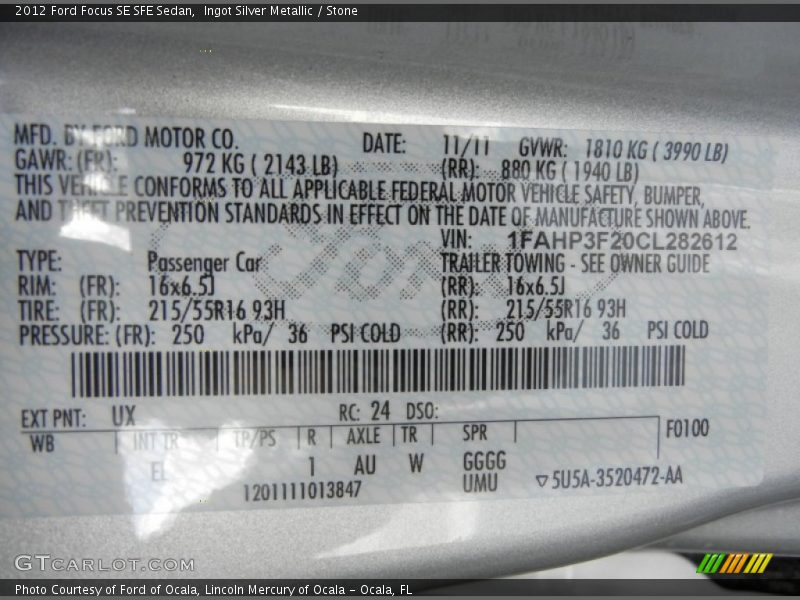 2012 Ford Focus SE SFE Sedan,  Ingot Silver Metallic / Stone
MFD. BY FORD MOTOR CO. DATE: 11/11 GVWR: 1810 KG ( 3990 LB)
GAWR: (FR): 972 KG ( 2143 LB) (RR): 880 KG ( 1940 LB)
THIS VEHICLE CONFORMS TO ALL APPLICABLE FEDERAL MOTOR VEHICLE SAFETY, BUMPER,
AND THEFT PREVENTION STANDARDS IN EFFECT ON THE DATE OF MANUFACTURE SHOWN ABOVE.
VIN: 1FAHP3F20CL282612
TYPE: Passenger Car TRAILER TOWING - SEE OWNER GUIDE
RIM: (FR): 16x6.5J (RR): 16x6.5J
TIRE: (FR): 215/55R16 93H (RR): 215/55R16 93H
PRESSURE: (FR): 250 kPa/ 36 PSI COLD (RR): 250 kPa/ 36 PSI COLD
EXT PNT: UX RC: 24 DSO:
WB INT TR TP/PS R AXLE TR SPR F0100
EL 1 AU W GGGG
UMU
1201111013847 ▽5U5A-3520472-AA
Ford
GTCARLOT.COM
Photo Courtesy of Ford of Ocala, Lincoln Mercury of Ocala - Ocala, FL